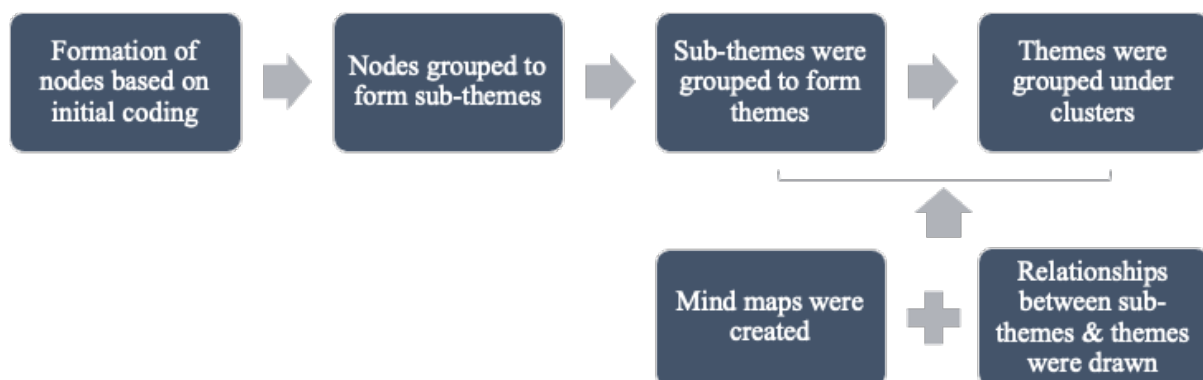 Formation of
nodes based on
initial coding
Nodes grouped to
form sub-themes
Sub-themes were
grouped to form
themes
Themes were
grouped under
clusters
Mind maps were
created
Relationships
between sub-
themes & themes
were drawn